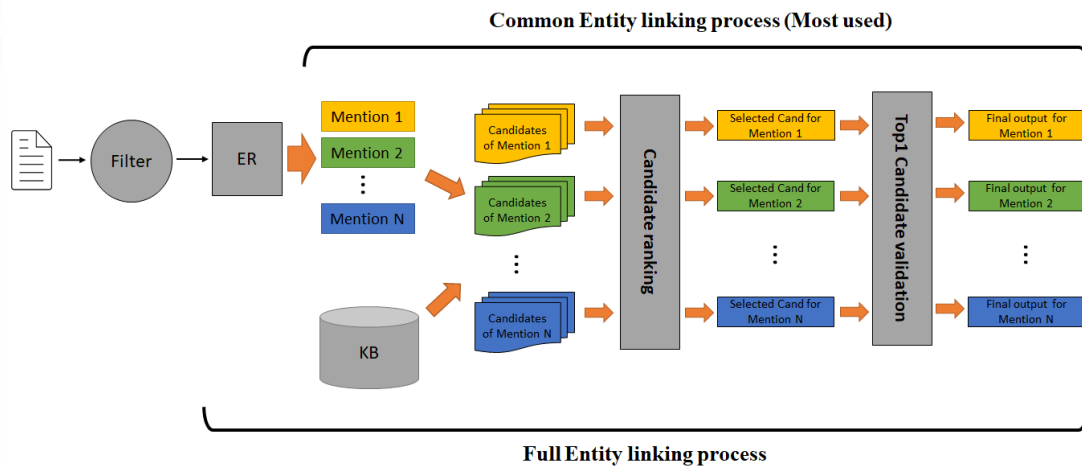 Common Entity linking process (Most used)
Filter
ER
Mention 1
Mention 2
Mention N
KB
Candidates
of Mention 1
Candidates
of Mention 2
Candidates
of Mention N
Candidate ranking
Selected Cand for
Mention 1
Selected Cand for
Mention 2
Selected Cand for
Mention N
Top1 Candidate validation
Final output for
Mention 1
Final output for
Mention 2
Final output for
Mention N
Full Entity linking process